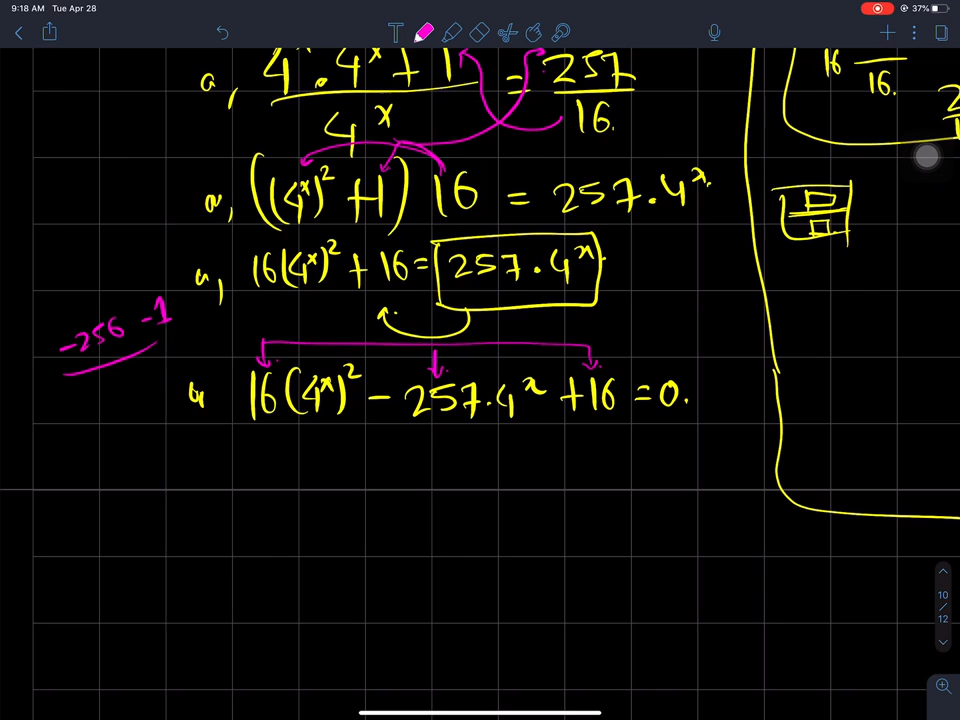 9:18 AM Tue Apr 28
37%
4^x . 4^x + 1 / 4^x = 257 / 16
16 / 16.
((4^x)^2 + 1) 16 = 257 . 4^x.
16(4^x)^2 + 16 = 257 . 4^x.
-256 -1
16(4^x)^2 - 257 . 4^x + 16 = 0.
10
/
12